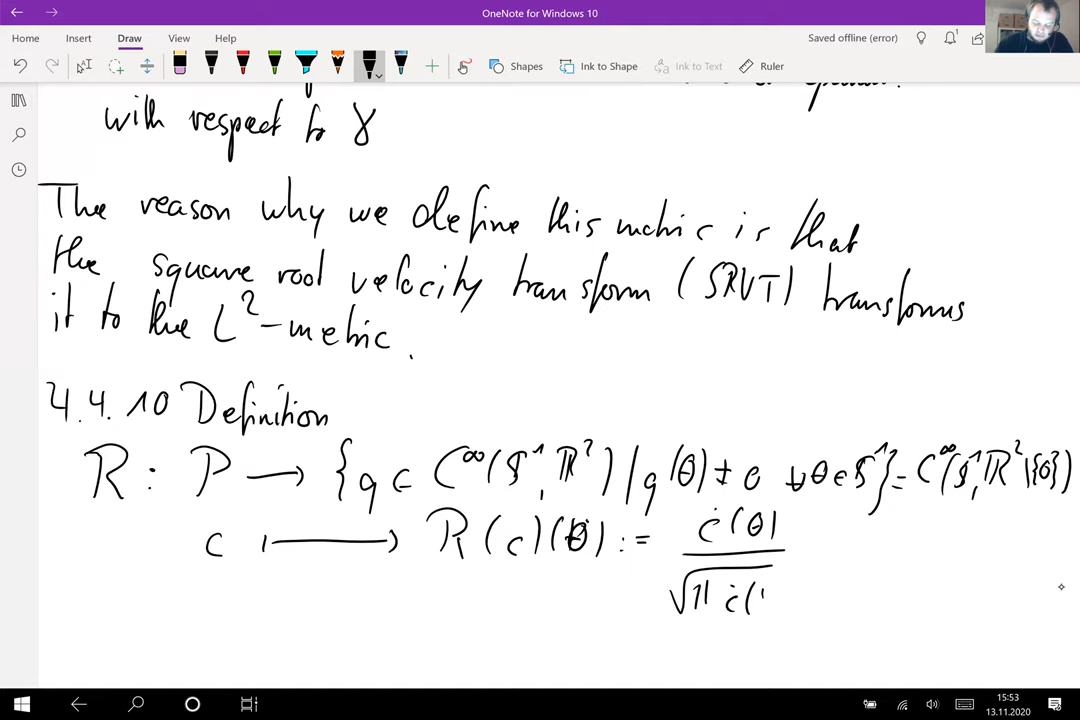 OneNote for Windows 10
Home Insert Draw View Help
Saved offline (error)
Shapes Ink to Shape Ink to Text Ruler
with respect to γ
The reason why we define this metric is that
the square root velocity transform (SRVT) transforms
it to the L²-metric.
4.4.10 Definition
R : P → {q ∈ C^∞(S¹, ℝ²) | q(θ) ≠ 0 ∀θ ∈ S¹} = C^∞(S¹, ℝ² \ {0})
c ↦ R(c)(θ) := ċ(θ) / √‖ċ(
15:53
13.11.2020